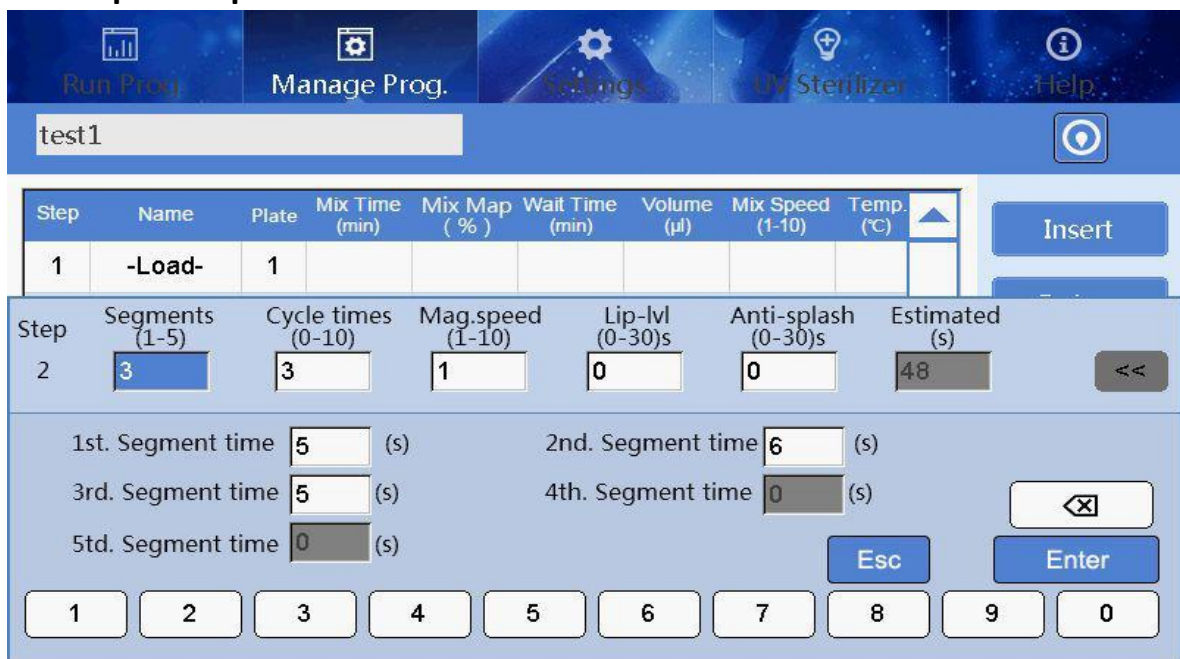 Run Prog.
Manage Prog.
Settings
UV Sterilizer
Help
test1
Step Name Plate Mix Time (min) Mix Map ( % ) Wait Time (min) Volume (µl) Mix Speed (1-10) Temp. (℃)
Insert
1 -Load- 1
Step Segments (1-5) Cycle times (0-10) Mag.speed (1-10) Lip-lvl (0-30)s Anti-splash (0-30)s Estimated (s)
2 3 3 1 0 0 48 <<
1st. Segment time 5 (s) 2nd. Segment time 6 (s)
3rd. Segment time 5 (s) 4th. Segment time 0 (s)
5td. Segment time 0 (s)
Esc Enter
1 2 3 4 5 6 7 8 9 0